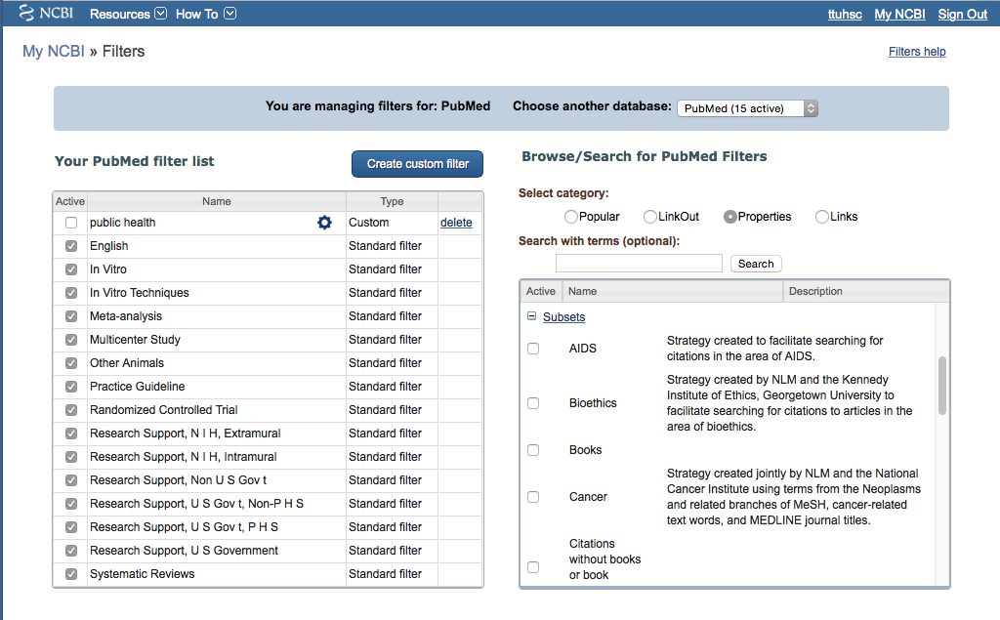 NCBI Resources How To ttuhsc My NCBI Sign Out
My NCBI » Filters Filters help
You are managing filters for: PubMed Choose another database: PubMed (15 active)
Your PubMed filter list
Create custom filter
Active Name Type
public health Custom delete
English Standard filter
In Vitro Standard filter
In Vitro Techniques Standard filter
Meta-analysis Standard filter
Multicenter Study Standard filter
Other Animals Standard filter
Practice Guideline Standard filter
Randomized Controlled Trial Standard filter
Research Support, N I H, Extramural Standard filter
Research Support, N I H, Intramural Standard filter
Research Support, Non U S Gov t Standard filter
Research Support, U S Gov t, Non-P H S Standard filter
Research Support, U S Gov t, P H S Standard filter
Research Support, U S Government Standard filter
Systematic Reviews Standard filter
Browse/Search for PubMed Filters
Select category:
Popular LinkOut Properties Links
Search with terms (optional):
Search
Active Name Description
Subsets
AIDS
Strategy created to facilitate searching for
citations in the area of AIDS.
Bioethics
Strategy created by NLM and the Kennedy
Institute of Ethics, Georgetown University to
facilitate searching for citations to articles in the
area of bioethics.
Books
Cancer
Strategy created jointly by NLM and the National
Cancer Institute using terms from the Neoplasms
and related branches of MeSH, cancer-related
text words, and MEDLINE journal titles.
Citations
without books
or book